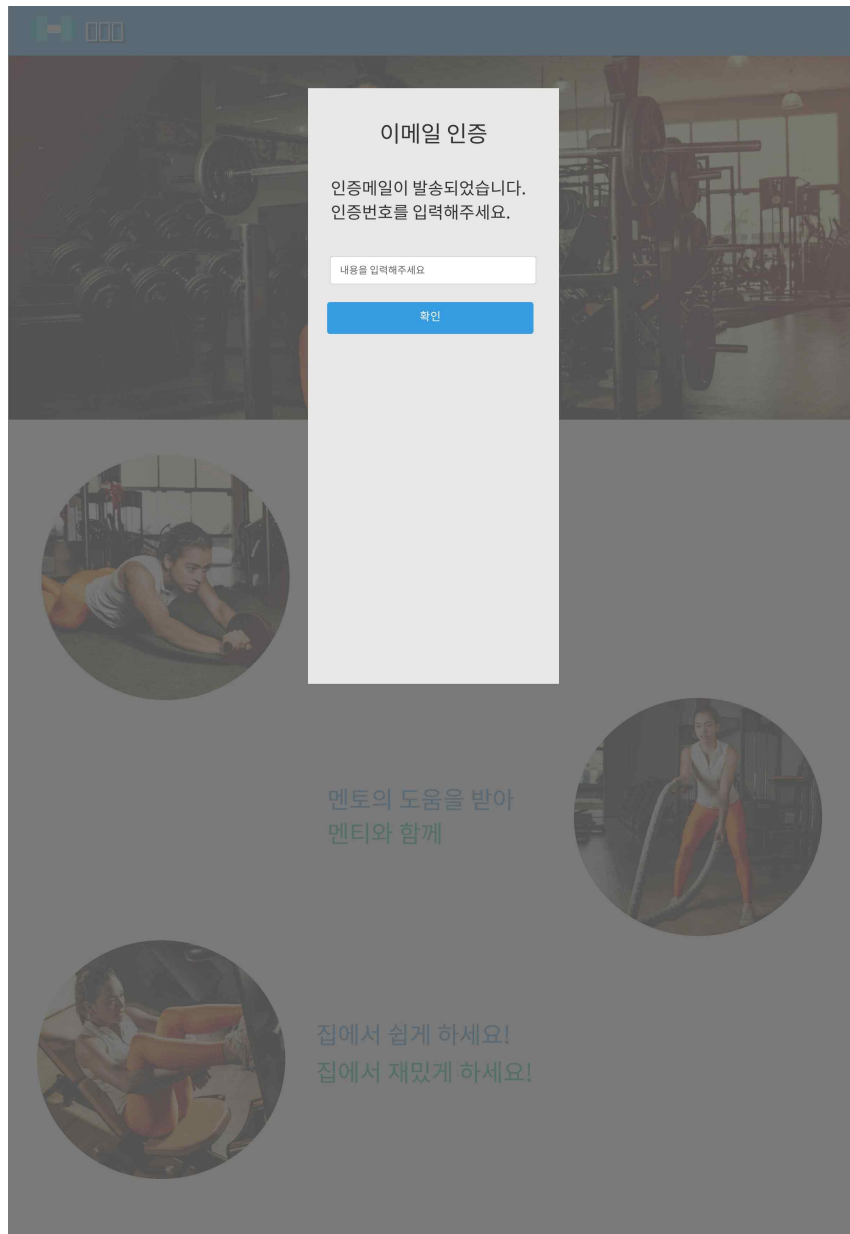 이메일 인증
인증메일이 발송되었습니다.
인증번호를 입력해주세요.
내용을 입력해주세요
확인
멘토의 도움을 받아
멘티와 함께
집에서 쉽게 하세요!
집에서 재밌게 하세요!